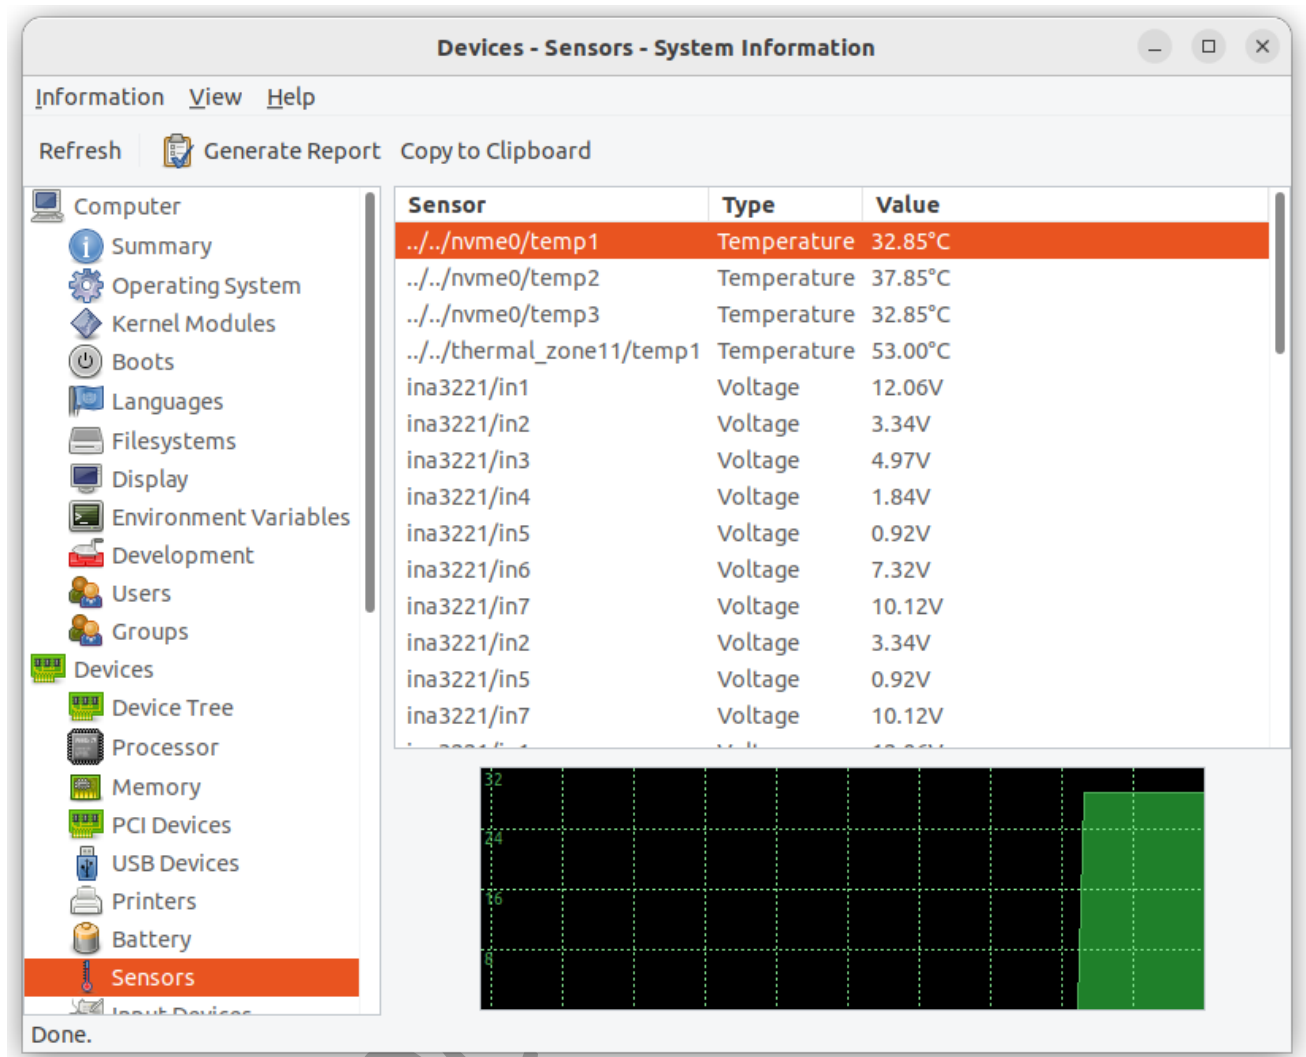 Devices - Sensors - System Information
Information View Help
Refresh Generate Report Copy to Clipboard
Computer
Summary
Operating System
Kernel Modules
Boots
Languages
Filesystems
Display
Environment Variables
Development
Users
Groups
Devices
Device Tree
Processor
Memory
PCI Devices
USB Devices
Printers
Battery
Sensors
Input Devices
Sensor Type Value
../../nvme0/temp1 Temperature 32.85°C
../../nvme0/temp2 Temperature 37.85°C
../../nvme0/temp3 Temperature 32.85°C
../../thermal_zone11/temp1 Temperature 53.00°C
ina3221/in1 Voltage 12.06V
ina3221/in2 Voltage 3.34V
ina3221/in3 Voltage 4.97V
ina3221/in4 Voltage 1.84V
ina3221/in5 Voltage 0.92V
ina3221/in6 Voltage 7.32V
ina3221/in7 Voltage 10.12V
ina3221/in2 Voltage 3.34V
ina3221/in5 Voltage 0.92V
ina3221/in7 Voltage 10.12V
32
24
16
8
Done.